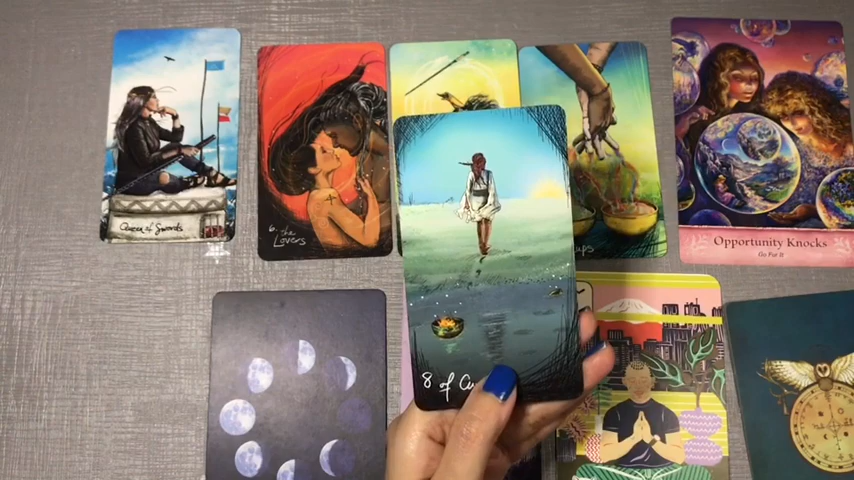 Queen of Swords
6. the
Lovers
Opportunity Knocks
Go For It
8 of